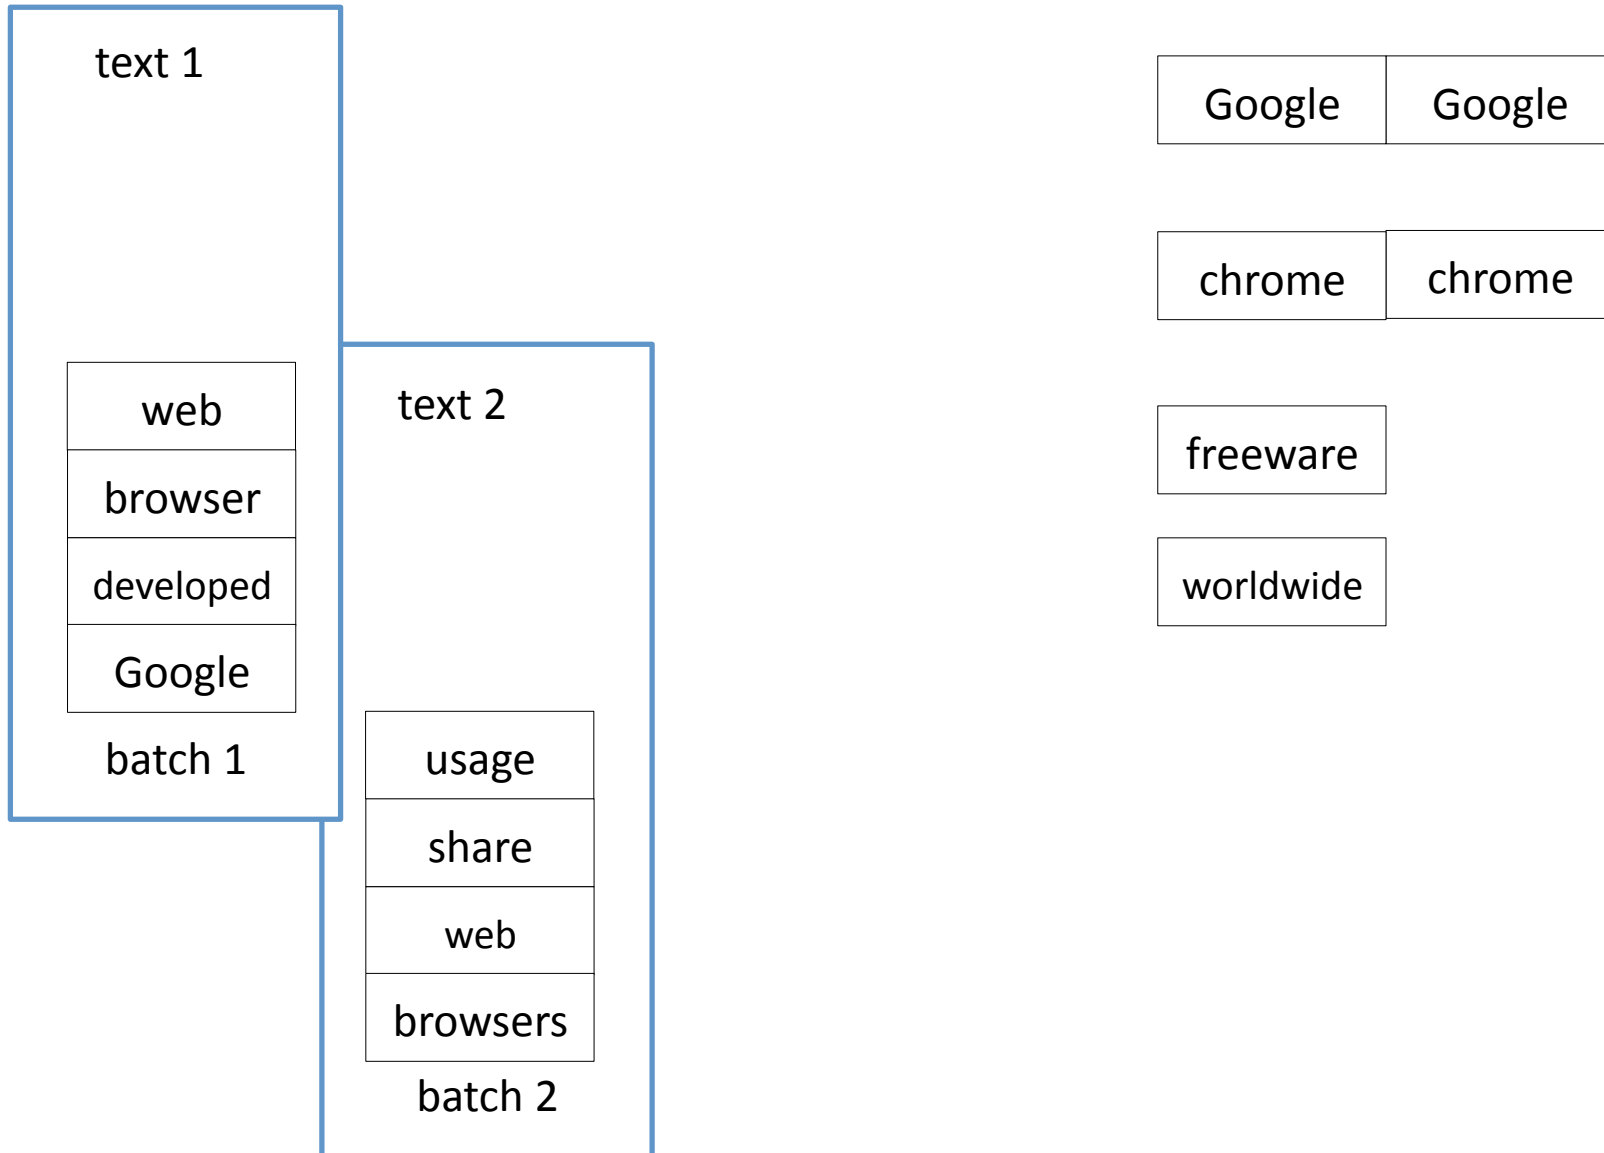 text 1
web
browser
developed
Google
batch 1
text 2
usage
share
web
browsers
batch 2
Google Google
chrome chrome
freeware
worldwide